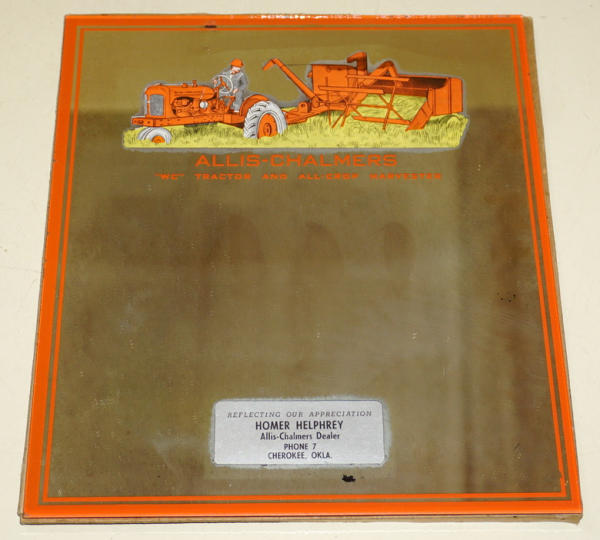 ALLIS-CHALMERS
"WC" TRACTOR AND ALL-CROP HARVESTER
REFLECTING OUR APPRECIATION
HOMER HELPHREY
Allis-Chalmers Dealer
PHONE 7
CHEROKEE, OKLA.